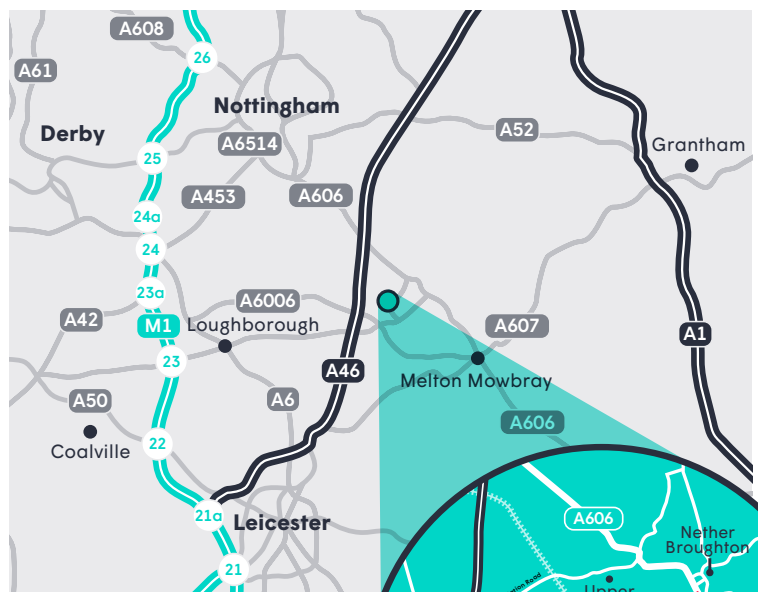 A608
26
A61
Nottingham
Derby
A52
A6514
Grantham
25
A453
A606
24a
24
23a
A6006
A42
M1
Loughborough
A607
A1
23
A46
Melton Mowbray
A50
A6
A606
Coalville
22
21a
Leicester
A606
Nether
Broughton
21
Road
Upper